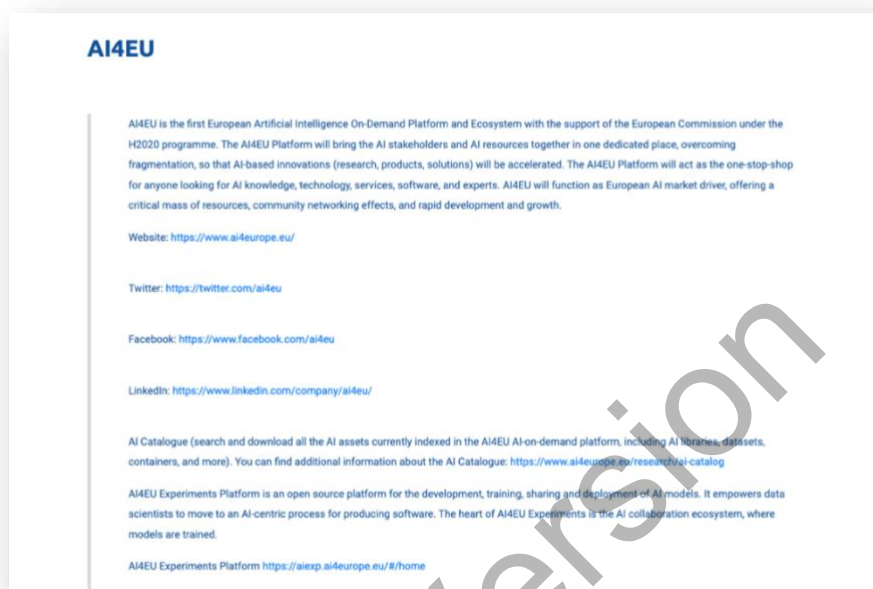 AI4EU
AI4EU is the first European Artificial Intelligence On-Demand Platform and Ecosystem with the support of the European Commission under the
H2020 programme. The AI4EU Platform will bring the AI stakeholders and AI resources together in one dedicated place, overcoming
fragmentation, so that AI-based innovations (research, products, solutions) will be accelerated. The AI4EU Platform will act as the one-stop-shop
for anyone looking for AI knowledge, technology, services, software, and experts. AI4EU will function as European AI market driver, offering a
critical mass of resources, community networking effects, and rapid development and growth.
Website: https://www.ai4europe.eu/
Twitter: https://twitter.com/ai4eu
Facebook: https://www.facebook.com/ai4eu
LinkedIn: https://www.linkedin.com/company/ai4eu/
AI Catalogue (search and download all the AI assets currently indexed in the AI4EU AI-on-demand platform, including AI libraries, datasets,
containers, and more). You can find additional information about the AI Catalogue: https://www.ai4europe.eu/research/ai-catalog
AI4EU Experiments Platform is an open source platform for the development, training, sharing and deployment of AI models. It empowers data
scientists to move to an AI-centric process for producing software. The heart of AI4EU Experiments is the AI collaboration ecosystem, where
models are trained.
AI4EU Experiments Platform https://aiexp.ai4europe.eu/#/home
Version